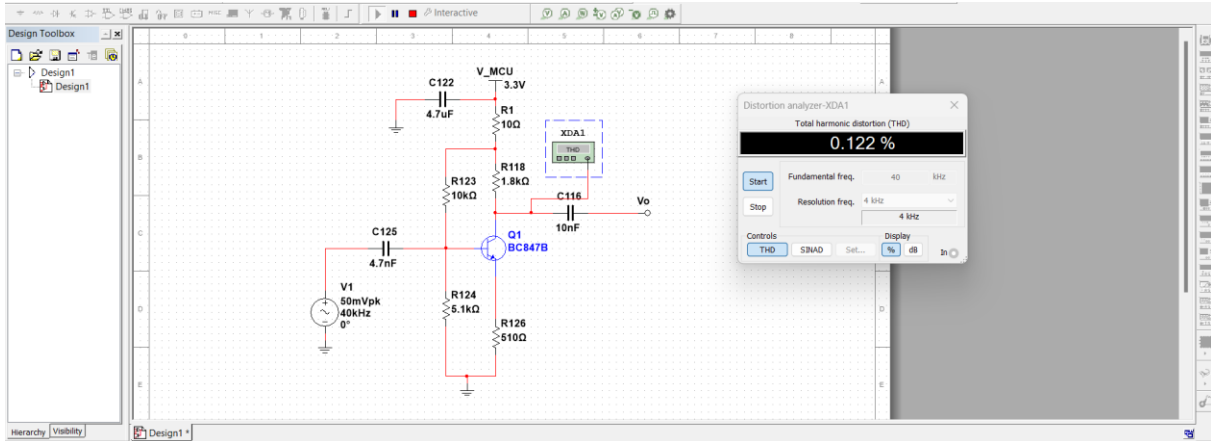 Interactive
Design Toolbox
Design1
Design1
0 1 2 3 4 5 6 7 8
A
B
C
D
E
A
D
E
V_MCU
3.3V
C122
4.7uF
R1
10Ω
XDA1
THD
R118
1.8kΩ
R123
10kΩ
C116
10nF
Vo
Q1
BC847B
C125
4.7nF
V1
50mVpk
40kHz
0°
R124
5.1kΩ
R126
510Ω
Distortion analyzer-XDA1
Total harmonic distortion (THD)
0.122 %
Start
Stop
Fundamental freq. 40 kHz
Resolution freq. 4 kHz
4 kHz
Controls
THD SINAD Set...
Display
% dB
In
Hierarchy Visibility
Design1 *